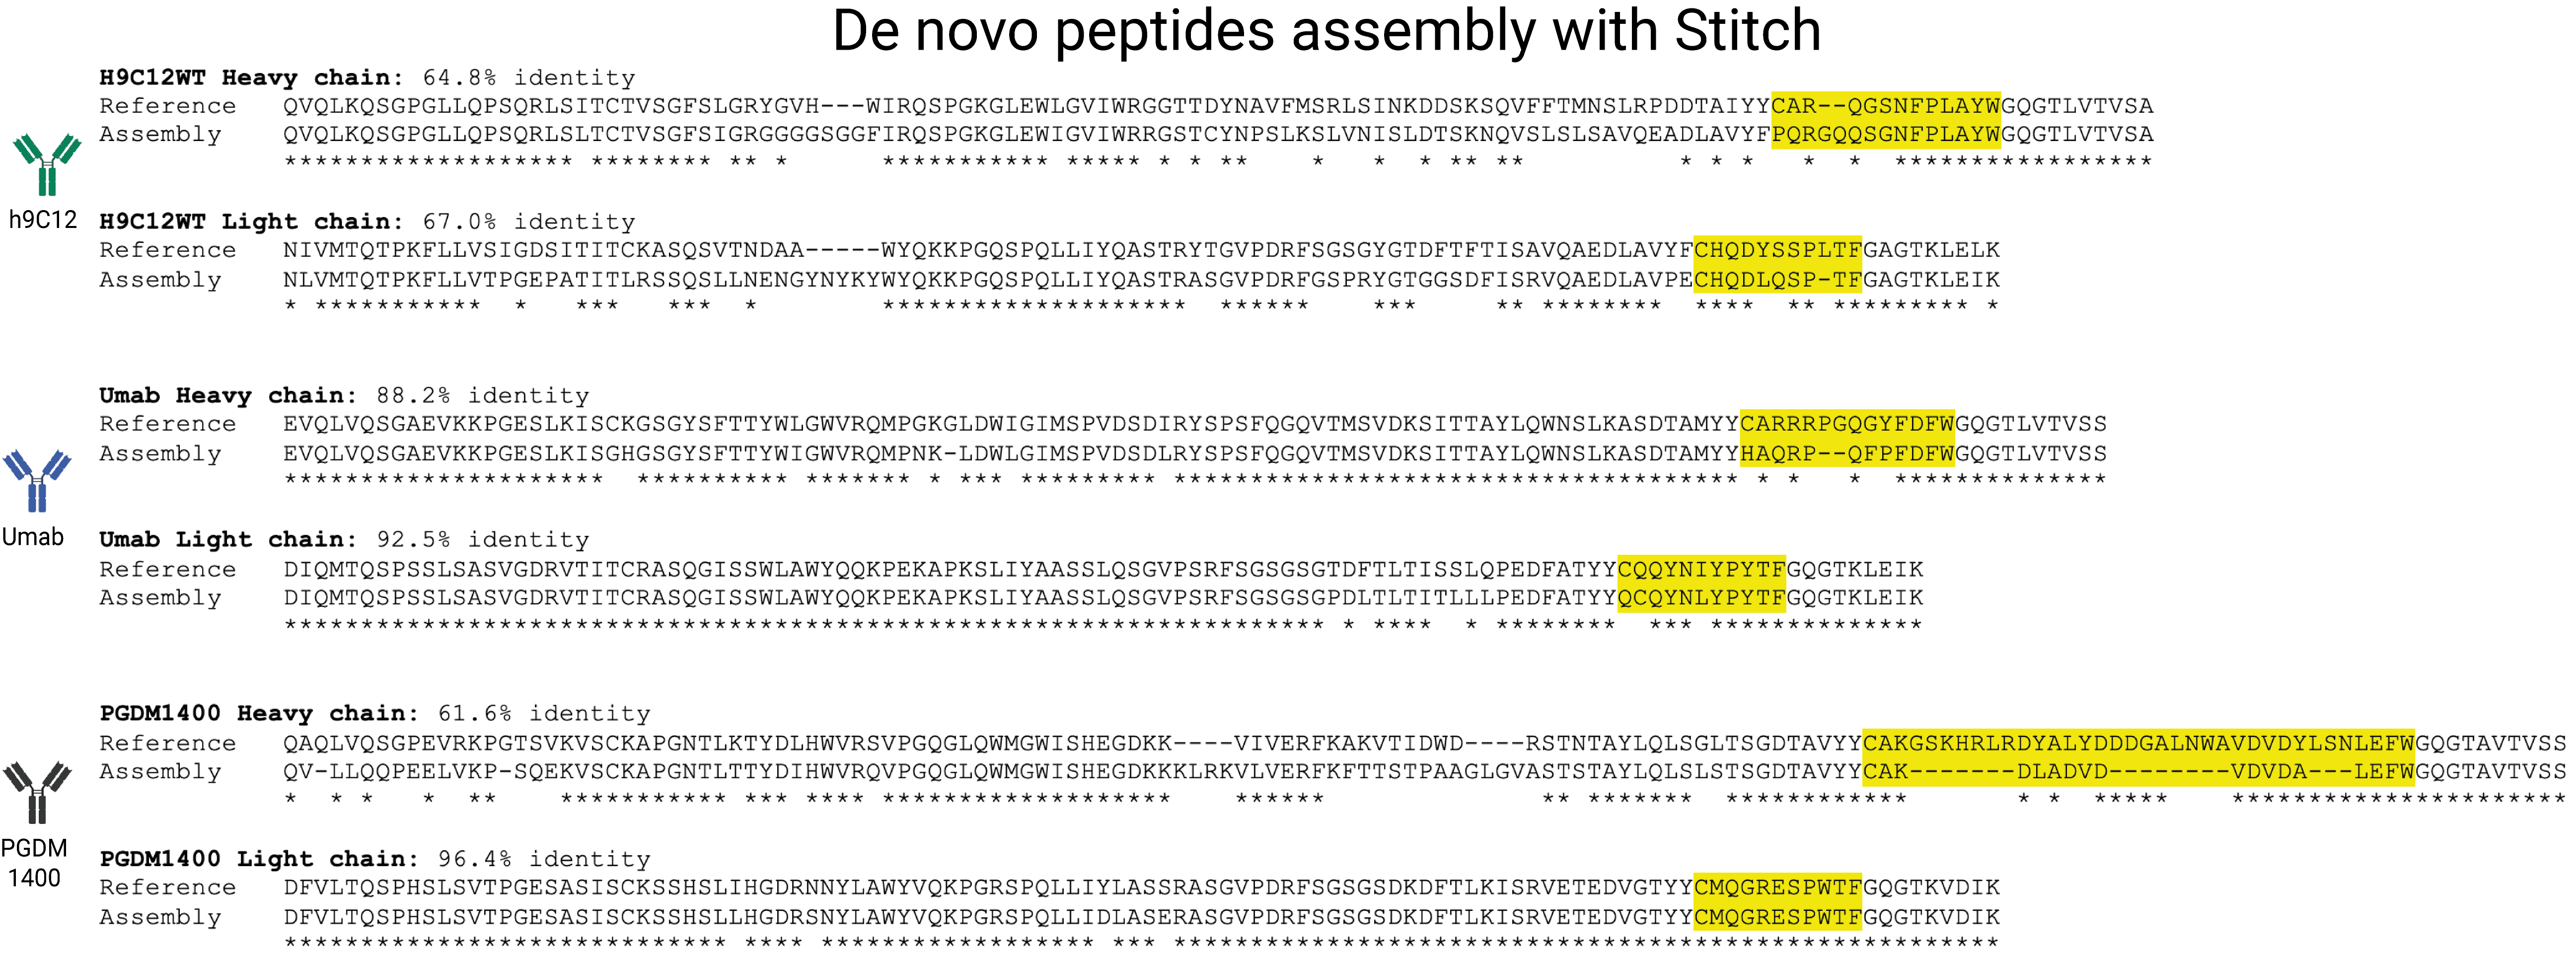 De novo peptides assembly with Stitch
H9C12WT Heavy chain: 64.8% identity
Reference QVQLKQSGPGLLQPSQRLSITCTVSGFSLGRYGVH---WIRQSPGKGLEWLGVIWRGGTTDYNAVFMSRLSINKDDSKSQVFFTMNSLRPDDTAIYYCAR--QGSNFPLAYWGQGTLVTVSA
Assembly QVQLKQSGPGLLQPSQRLSLTCTVSGFSIGRGGGGSGGFIRQSPGKGLEWIGVIWRRGSTCYNPSLKSLVNISLDTSKNQVSLSLSAVQEADLAVYFPQRGQQSGNFPLAYWGQGTLVTVSA
******************* ******** ** * *********** ***** * * ** * * * ** ** * * * * * *****************
h9C12
H9C12WT Light chain: 67.0% identity
Reference NIVMTQTPKFLLVSIGDSITITCKASQSVTNDAA-----WYQKKPGQSPQLLIYQASTRYTGVPDRFSGSGYGTDFTFTISAVQAEDLAVYFCHQDYSSPLTFGAGTKLELK
Assembly NLVMTQTPKFLLVTPGEPATITLRSSQSLLNENGYNYKYWYQKKPGQSPQLLIYQASTRASGVPDRFGSPRYGTGGSDFISRVQAEDLAVPECHQDLQSP-TFGAGTKLEIK
* *********** * *** *** * ******************** ****** *** ** ******** **** ** ********* *
Umab Heavy chain: 88.2% identity
Reference EVQLVQSGAEVKKPGESLKISCKGSGYSFTTYWLGWVRQMPGKGLDWIGIMSPVDSDIRYSPSFQGQVTMSVDKSITTAYLQWNSLKASDTAMYYCARRRPGQGYFDFWGQGTLVTVSS
Assembly EVQLVQSGAEVKKPGESLKISGHGSGYSFTTYWIGWVRQMPNK-LDWLGIMSPVDSDLRYSPSFQGQVTMSVDKSITTAYLQWNSLKASDTAMYYHAQRP--QFPFDFWGQGTLVTVSS
********************* ********** ******* * *** ********* ************************************* * * * **************
Umab
Umab Light chain: 92.5% identity
Reference DIQMTQSPSSLSASVGDRVTITCRASQGISSWLAWYQQKPEKAPKSLIYAASSLQSGVPSRFSGSGSGTDFTLTISSLQPEDFATYYCQQYNIYPYTFGQGTKLEIK
Assembly DIQMTQSPSSLSASVGDRVTITCRASQGISSWLAWYQQKPEKAPKSLIYAASSLQSGVPSRFSGSGSGPDLTLTITLLLPEDFATYYQCQYNLYPYTFGQGTKLEIK
******************************************************************** * **** * ******** *** **************
PGDM1400 Heavy chain: 61.6% identity
Reference QAQLVQSGPEVRKPGTSVKVSCKAPGNTLKTYDLHWVRSVPGQGLQWMGWISHEGDKK----VIVERFKAKVTIDWD----RSTNTAYLQLSGLTSGDTAVYYCAKGSKHRLRDYALYDDDGALNWAVDVDYLSNLEFWGQGTAVTVSS
Assembly QV-LLQQPEELVKP-SQEKVSCKAPGNTLTTYDIHWVRQVPGQGLQWMGWISHEGDKKKKLRKVLVERFKFTTSTPAAGLGVASTSTAYLQLSLSTSGDTAVYYCAK-------DLADVD--------VDVDA---LEFWGQGTAVTVSS
* * * * ** *********** *** **** ******************* ****** ** ******* ************ * * ***** **********************
PGDM
1400
PGDM1400 Light chain: 96.4% identity
Reference DFVLTQSPHSLSVTPGESASISCKSSHSLIHGDRNNYLAWYVQKPGRSPQLLIYLASSRASGVPDRFSGSGSDKDFTLKISRVETEDVGTYYCMQGRESPWTFGQGTKVDIK
Assembly DFVLTQSPHSLSVTPGESASISCKSSHSLLHGDRSNYLAWYVQKPGRSPQLLIDLASERASGVPDRFSGSGSDKDFTLKISRVETEDVGTYYCMQGRESPWTFGQGTKVDIK
***************************** **** ****************** *** ******************************************************